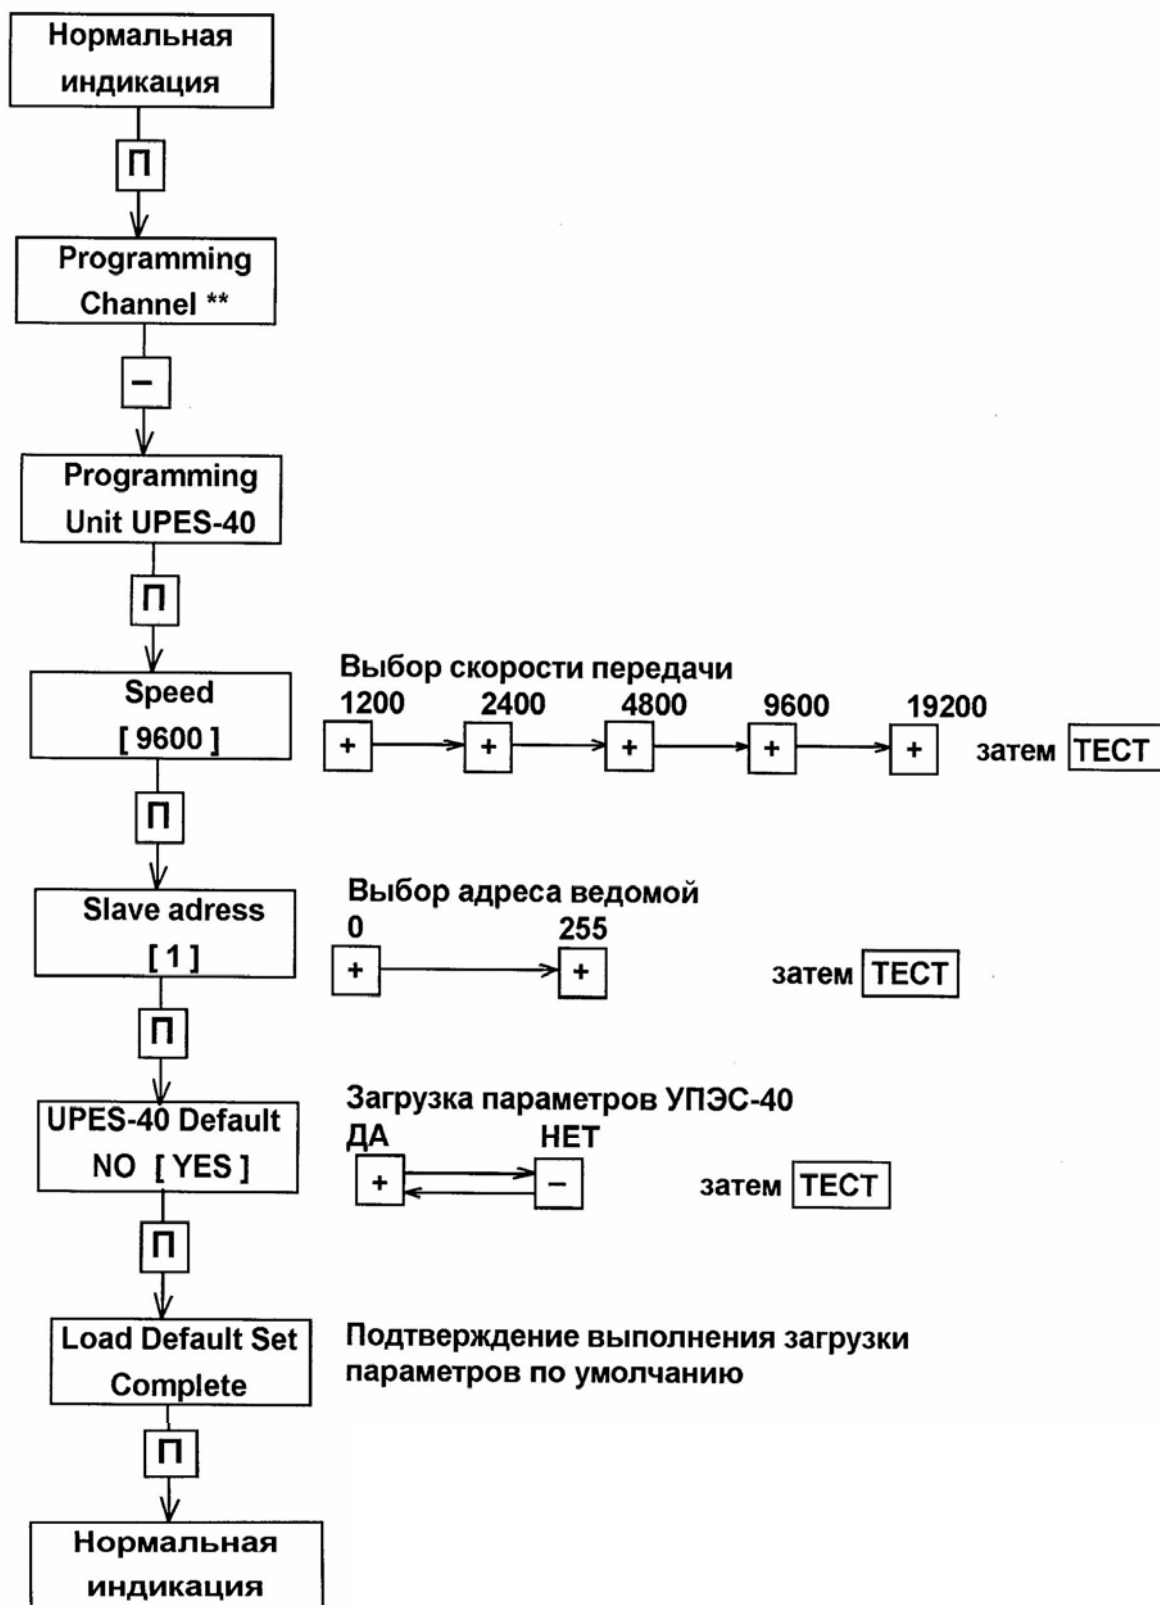 Нормальная
индикация
П
Programming
Channel **
–
Programming
Unit UPES-40
П
Speed
[ 9600 ]
Выбор скорости передачи
1200 2400 4800 9600 19200
+ + + + + затем ТЕСТ
П
Slave adress
[ 1 ]
Выбор адреса ведомой
0 255
+ + затем ТЕСТ
П
UPES-40 Default
NO [ YES ]
Загрузка параметров УПЭС-40
ДА НЕТ
+ – затем ТЕСТ
П
Load Default Set
Complete
Подтверждение выполнения загрузки
параметров по умолчанию
П
Нормальная
индикация